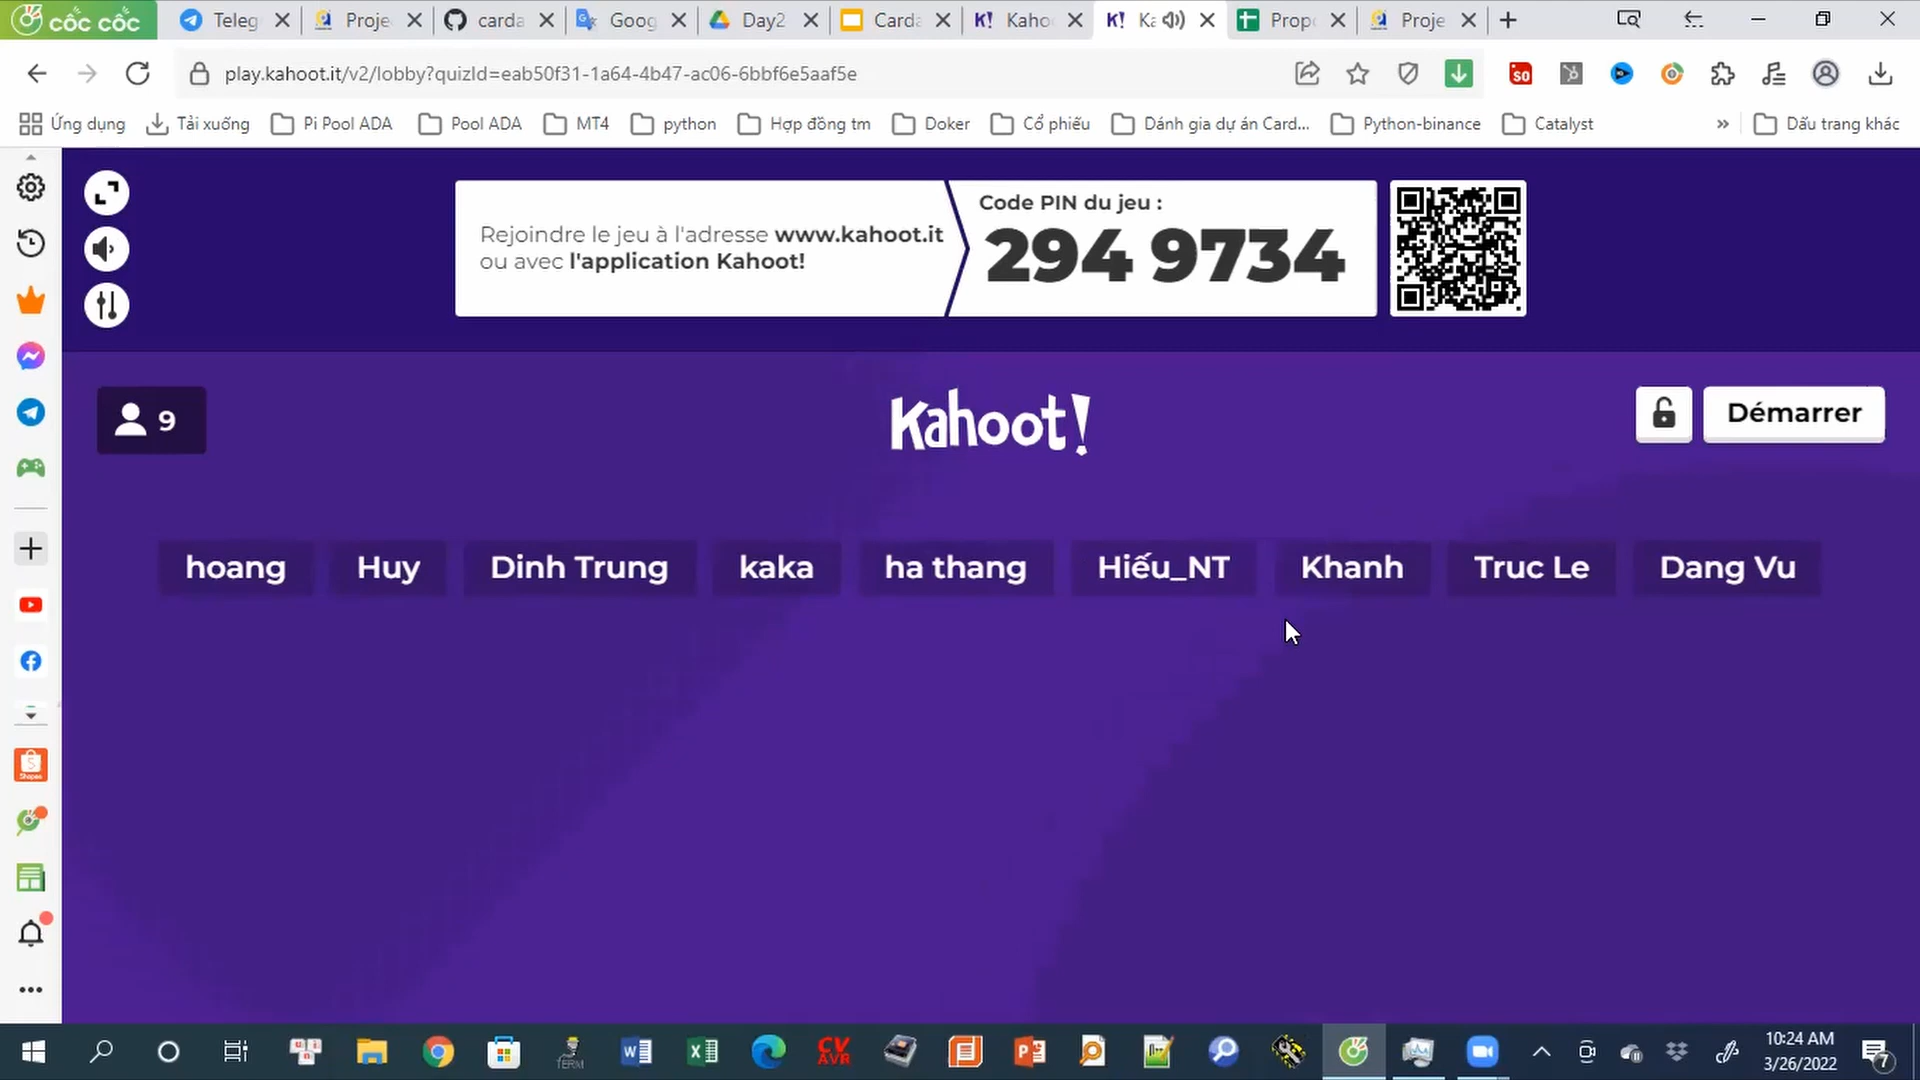 cốc cốc
Teleg
Proje
carda
Goog
Day2
Carda
Kaho
Ka
Propo
Proje
play.kahoot.it/v2/lobby?quizId=eab50f31-1a64-4b47-ac06-6bbf6e5aaf5e
Ứng dụng
Tải xuống
Pi Pool ADA
Pool ADA
MT4
python
Hợp đồng tm
Doker
Cổ phiếu
Đánh gia dự án Card...
Python-binance
Catalyst
Dấu trang khác
Rejoindre le jeu à l'adresse www.kahoot.it
ou avec l'application Kahoot!
Code PIN du jeu :
294 9734
9
Kahoot!
Démarrer
hoang
Huy
Dinh Trung
kaka
ha thang
Hiếu_NT
Khanh
Truc Le
Dang Vu
10:24 AM
3/26/2022
7